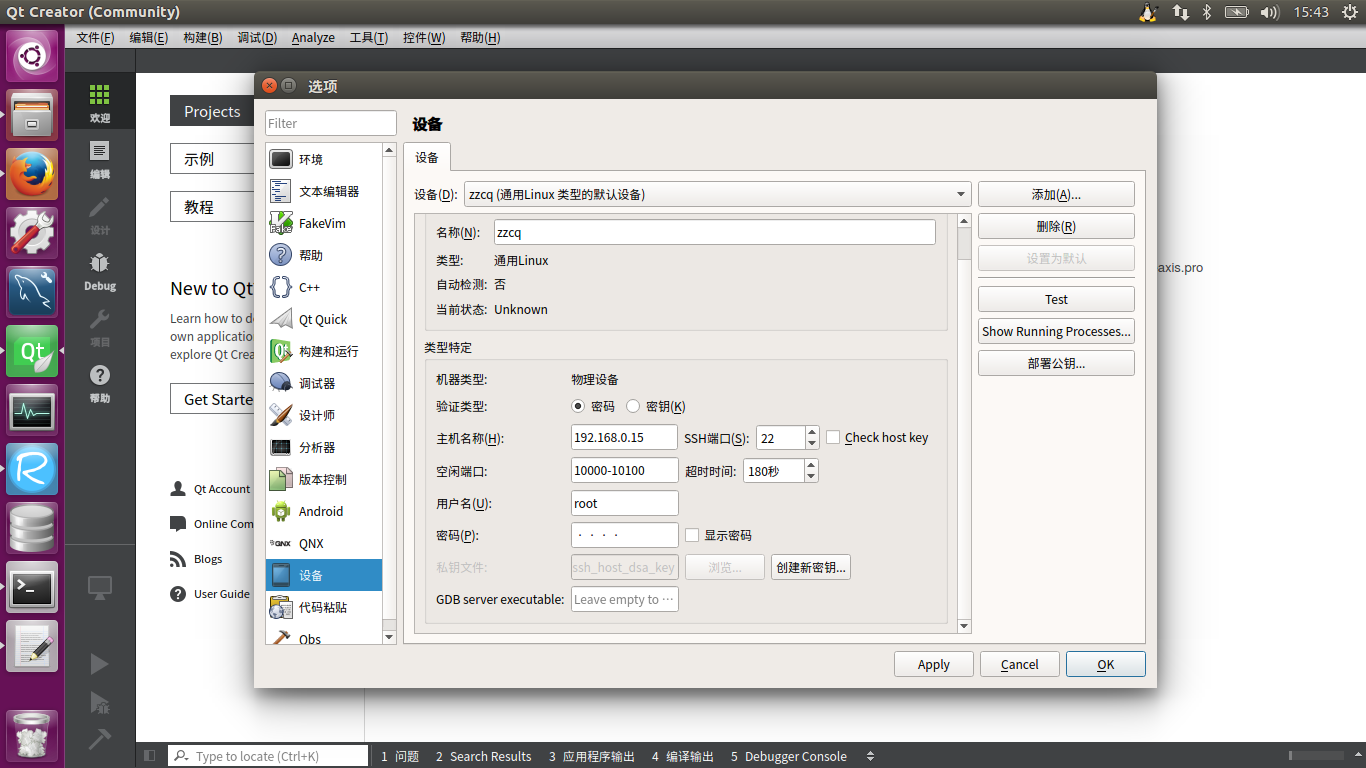 Qt Creator (Community)
15:43
文件(F) 编辑(E) 构建(B) 调试(D) Analyze 工具(T) 控件(W) 帮助(H)
欢迎
编辑
设计
Debug
项目
帮助
Projects
示例
教程
New to Qt
Learn how to d
own application
explore Qt Crea
Get Starte
Qt Account
Online Com
Blogs
User Guide
axis.pro
选项
Filter
环境
文本编辑器
FakeVim
帮助
C++
Qt Quick
构建和运行
调试器
设计师
分析器
版本控制
Android
QNX
设备
代码粘贴
Qbs
设备
设备
设备(D): zzcq (通用Linux 类型的默认设备)
名称(N): zzcq
类型: 通用Linux
自动检测: 否
当前状态: Unknown
类型特定
机器类型: 物理设备
验证类型: 密码 密钥(K)
主机名称(H): 192.168.0.15 SSH端口(S): 22 Check host key
空闲端口: 10000-10100 超时时间: 180秒
用户名(U): root
密码(P): 显示密码
私钥文件: ssh_host_dsa_key 浏览... 创建新密钥...
GDB server executable: Leave empty to ⋯
添加(A)...
删除(R)
设置为默认
Test
Show Running Processes...
部署公钥...
Apply Cancel OK
Type to locate (Ctrl+K) 1 问题 2 Search Results 3 应用程序输出 4 编译输出 5 Debugger Console